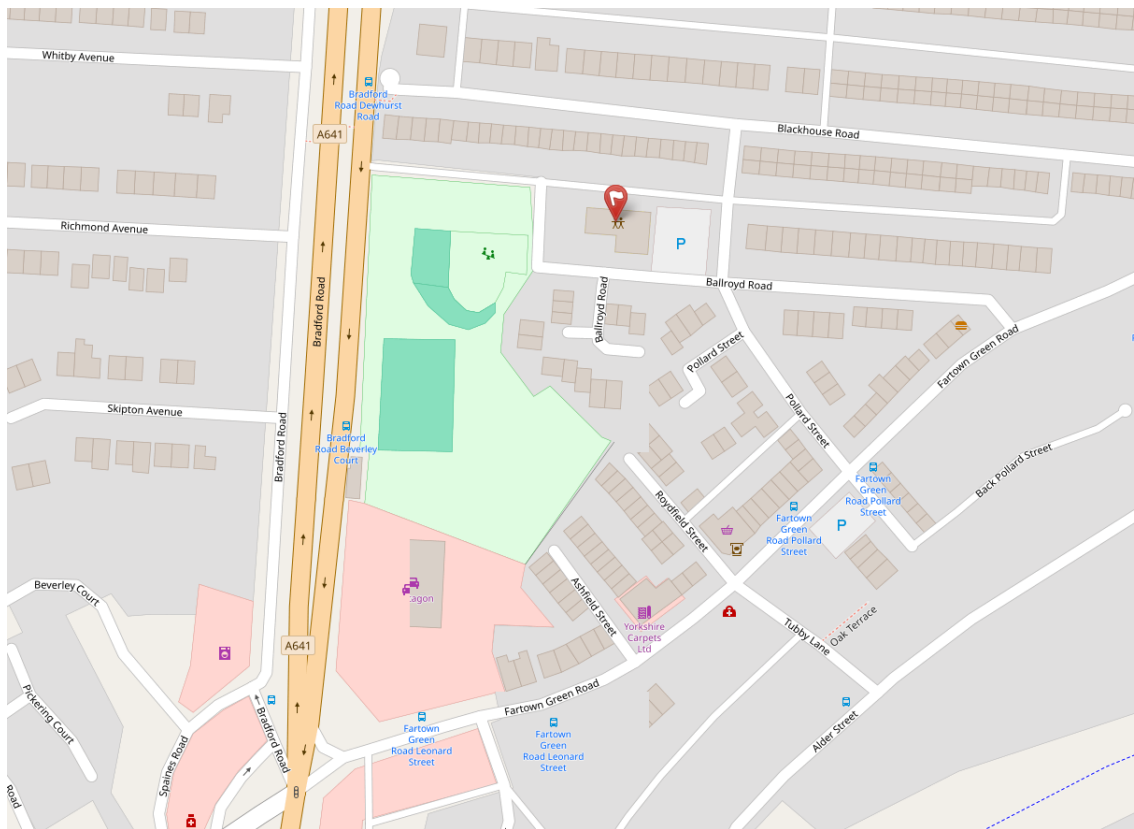 Whitby Avenue
Bradford
Road Dewhurst
Road
A641
Blackhouse Road
Richmond Avenue
P
Ballroyd Road
Bradford Road
Ballroyd Road
Pollard Street
Fartown Green Road
Skipton Avenue
Bradford Road
Bradford
Road Beverley
Court
Pollard Street
Back Pollard Street
Fartown
Green
Road Pollard
Street
Roydfield Street
Fartown
Green
Road Pollard
Street
P
Beverley Court
Ashfield Street
agon
Yorkshire
Carpets
Ltd
Oak Terrace
Tubby Lane
A641
Pickering Court
Fartown Green Road
Bradford Road
Alder Street
Spaines Road
Fartown
Green
Road Leonard
Street
Fartown
Green
Road Leonard
Street
Road